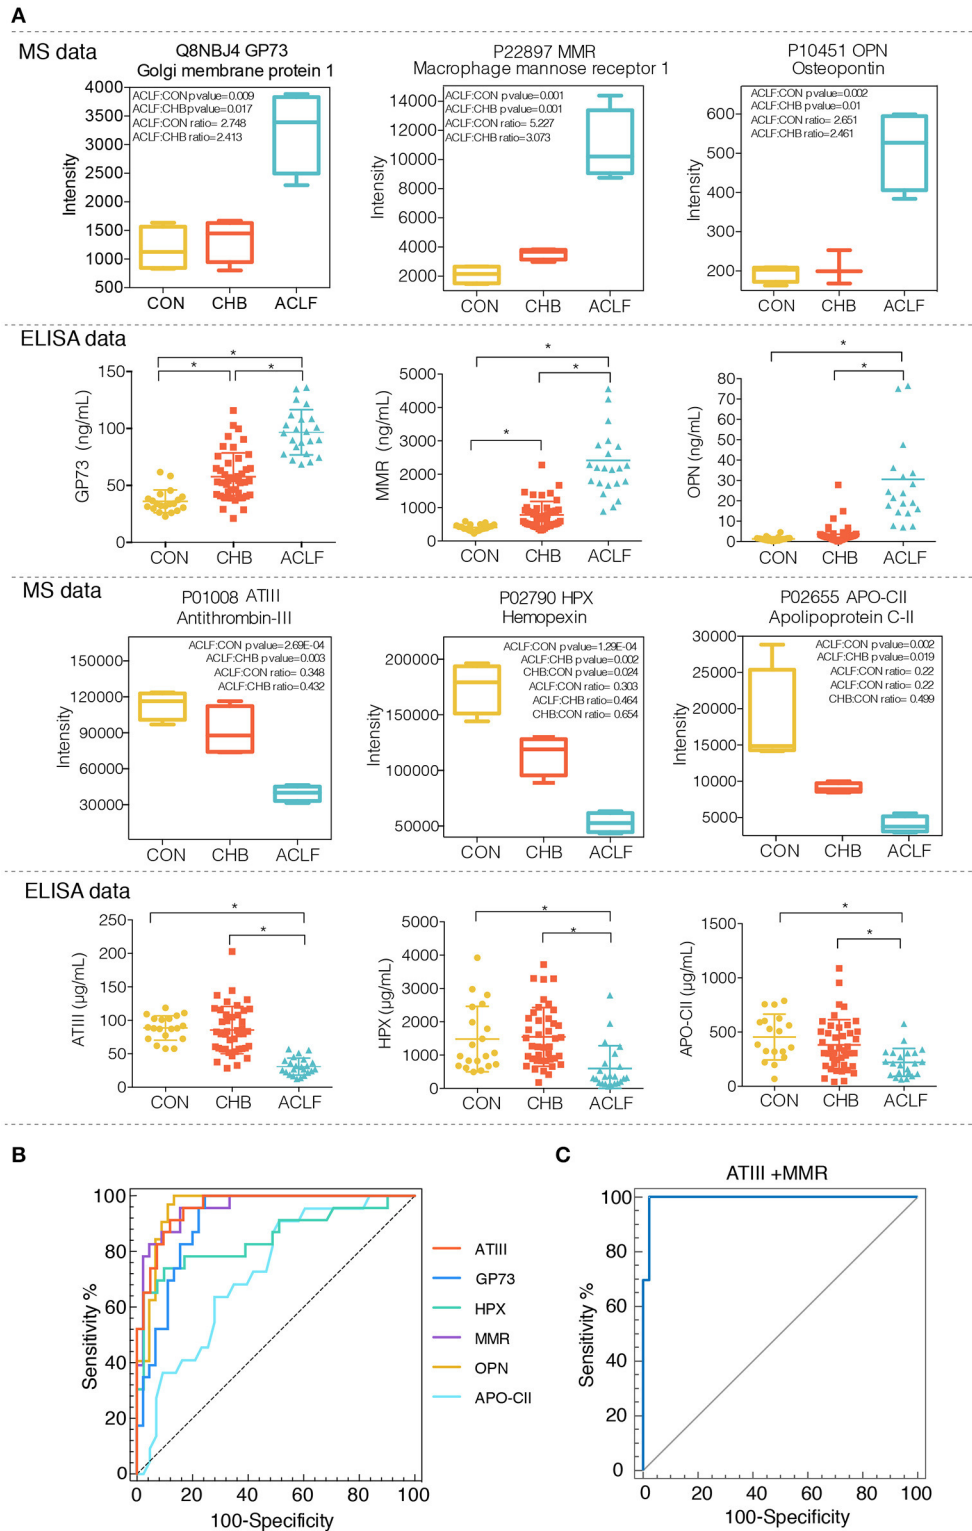 A
MS data
Q8NBJ4 GP73
Golgi membrane protein 1
ACLF:CON pvalue=0.009
ACLF:CHB pvalue=0.017
ACLF:CON ratio= 2.748
ACLF:CHB ratio=2.413
Intensity
4000
3500
3000
2500
2000
1500
1000
500
CON CHB ACLF
P22897 MMR
Macrophage mannose receptor 1
ACLF:CON pvalue=0.001
ACLF:CHB pvalue=0.001
ACLF:CON ratio= 5.227
ACLF:CHB ratio=3.073
Intensity
14000
12000
10000
8000
6000
4000
2000
CON CHB ACLF
P10451 OPN
Osteopontin
ACLF:CON pvalue=0.002
ACLF:CHB pvalue=0.01
ACLF:CON ratio= 2.651
ACLF:CHB ratio=2.461
Intensity
600
500
400
300
200
CON CHB ACLF
ELISA data
GP73 (ng/mL)
150
100
50
0
* * *
CON CHB ACLF
MMR (ng/mL)
5000
4000
3000
2000
1000
0
* * *
CON CHB ACLF
OPN (ng/mL)
80
70
60
50
40
30
20
10
0
* *
CON CHB ACLF
MS data
P01008 ATIII
Antithrombin-III
ACLF:CON pvalue=2.69E-04
ACLF:CHB pvalue=0.003
ACLF:CON ratio= 0.348
ACLF:CHB ratio=0.432
Intensity
150000
120000
90000
60000
30000
CON CHB ACLF
P02790 HPX
Hemopexin
ACLF:CON pvalue=1.29E-04
ACLF:CHB pvalue=0.002
CHB:CON pvalue=0.024
ACLF:CON ratio= 0.303
ACLF:CHB ratio=0.464
CHB:CON ratio= 0.654
Intensity
200000
150000
100000
50000
CON CHB ACLF
P02655 APO-CII
Apolipoprotein C-II
ACLF:CON pvalue=0.002
ACLF:CHB pvalue=0.019
ACLF:CON ratio= 0.22
ACLF:CON ratio= 0.22
CHB:CON ratio= 0.499
Intensity
30000
25000
20000
15000
10000
5000
CON CHB ACLF
ELISA data
ATIII (μg/mL)
250
200
150
100
50
0
* *
CON CHB ACLF
HPX (μg/mL)
5000
4000
3000
2000
1000
0
* *
CON CHB ACLF
APO-CII (μg/mL)
1500
1000
500
0
* *
CON CHB ACLF
B
Sensitivity %
100
80
60
40
20
0
0 20 40 60 80 100
100-Specificity
ATIII
GP73
HPX
MMR
OPN
APO-CII
C
ATIII +MMR
Sensitivity %
100
80
60
40
20
0
0 20 40 60 80 100
100-Specificity